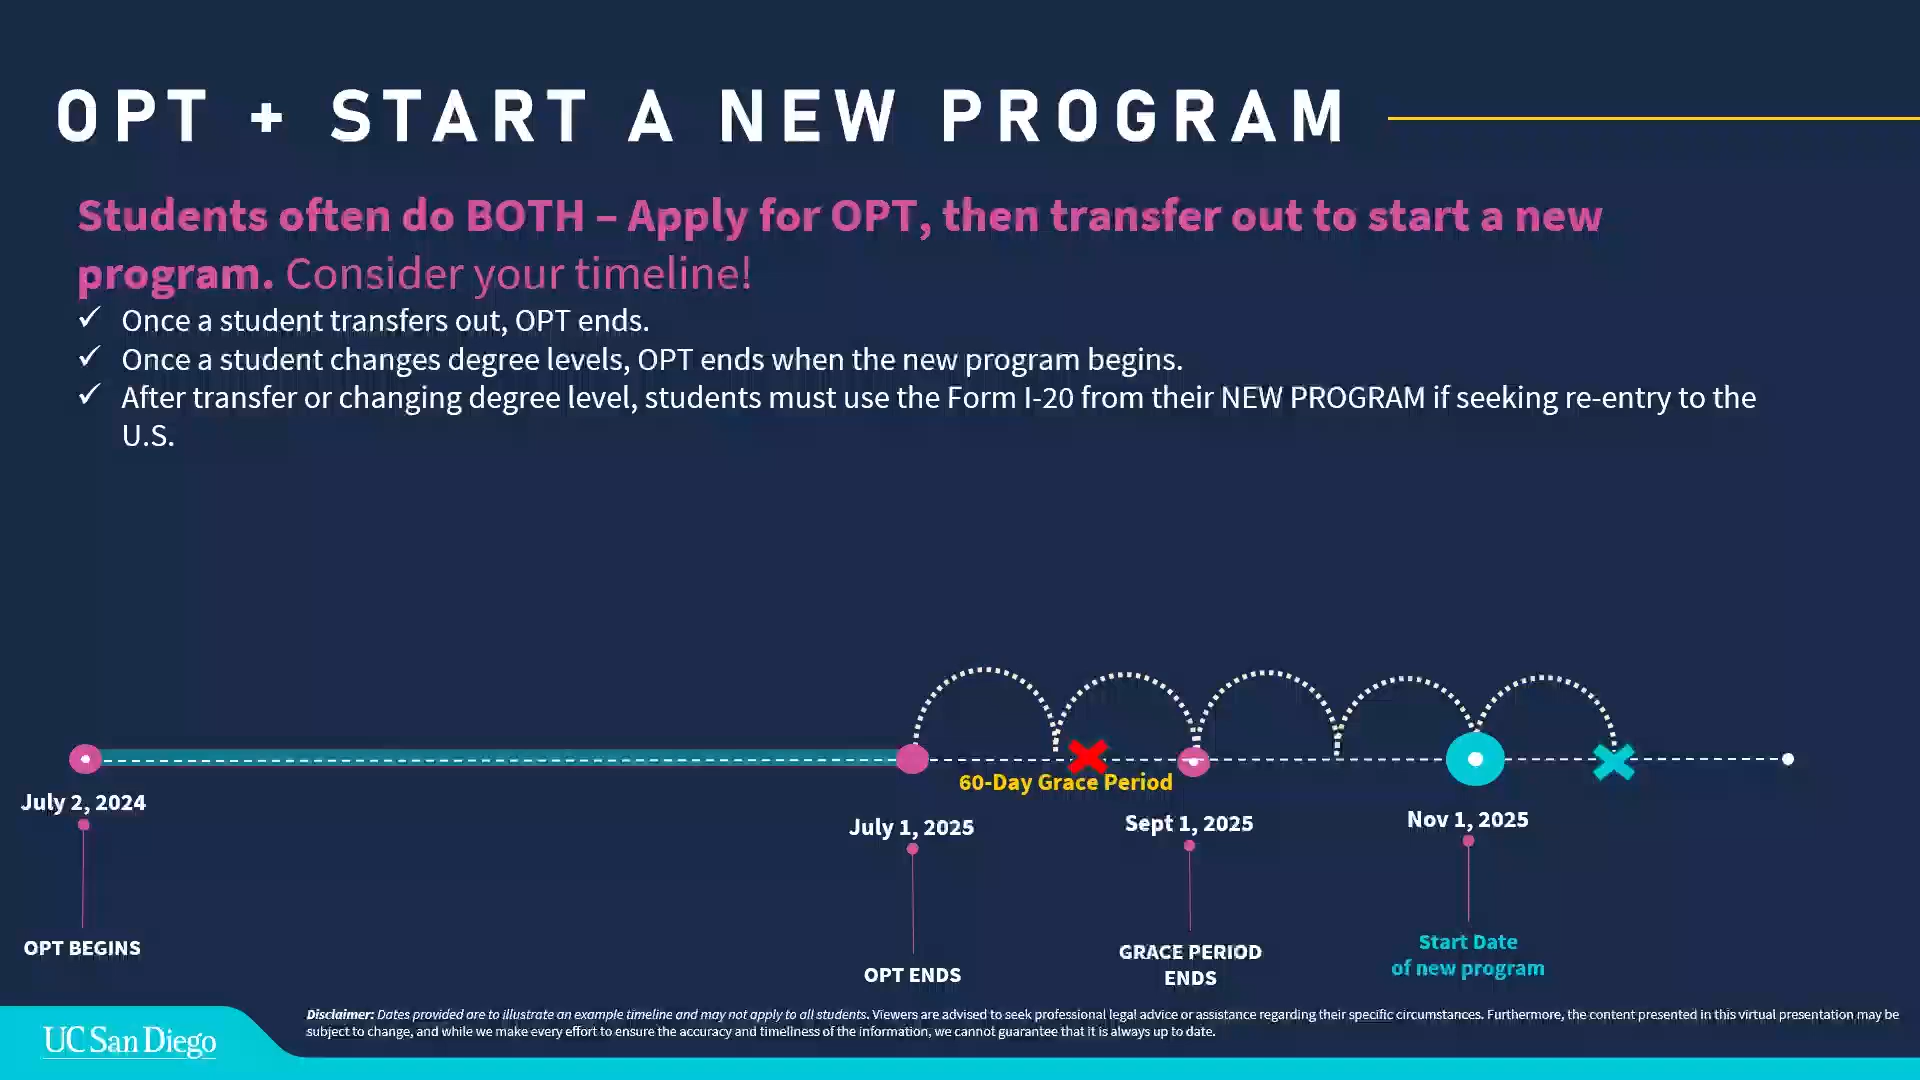 OPT + START A NEW PROGRAM
Students often do BOTH – Apply for OPT, then transfer out to start a new
program. Consider your timeline!
✓ Once a student transfers out, OPT ends.
✓ Once a student changes degree levels, OPT ends when the new program begins.
✓ After transfer or changing degree level, students must use the Form I-20 from their NEW PROGRAM if seeking re-entry to the
U.S.
60-Day Grace Period
July 2, 2024
July 1, 2025
Sept 1, 2025
Nov 1, 2025
OPT BEGINS
OPT ENDS
GRACE PERIOD
ENDS
Start Date
of new program
Disclaimer: Dates provided are to illustrate an example timeline and may not apply to all students. Viewers are advised to seek professional legal advice or assistance regarding their specific circumstances. Furthermore, the content presented in this virtual presentation may be
subject to change, and while we make every effort to ensure the accuracy and timeliness of the information, we cannot guarantee that it is always up to date.
UC San Diego